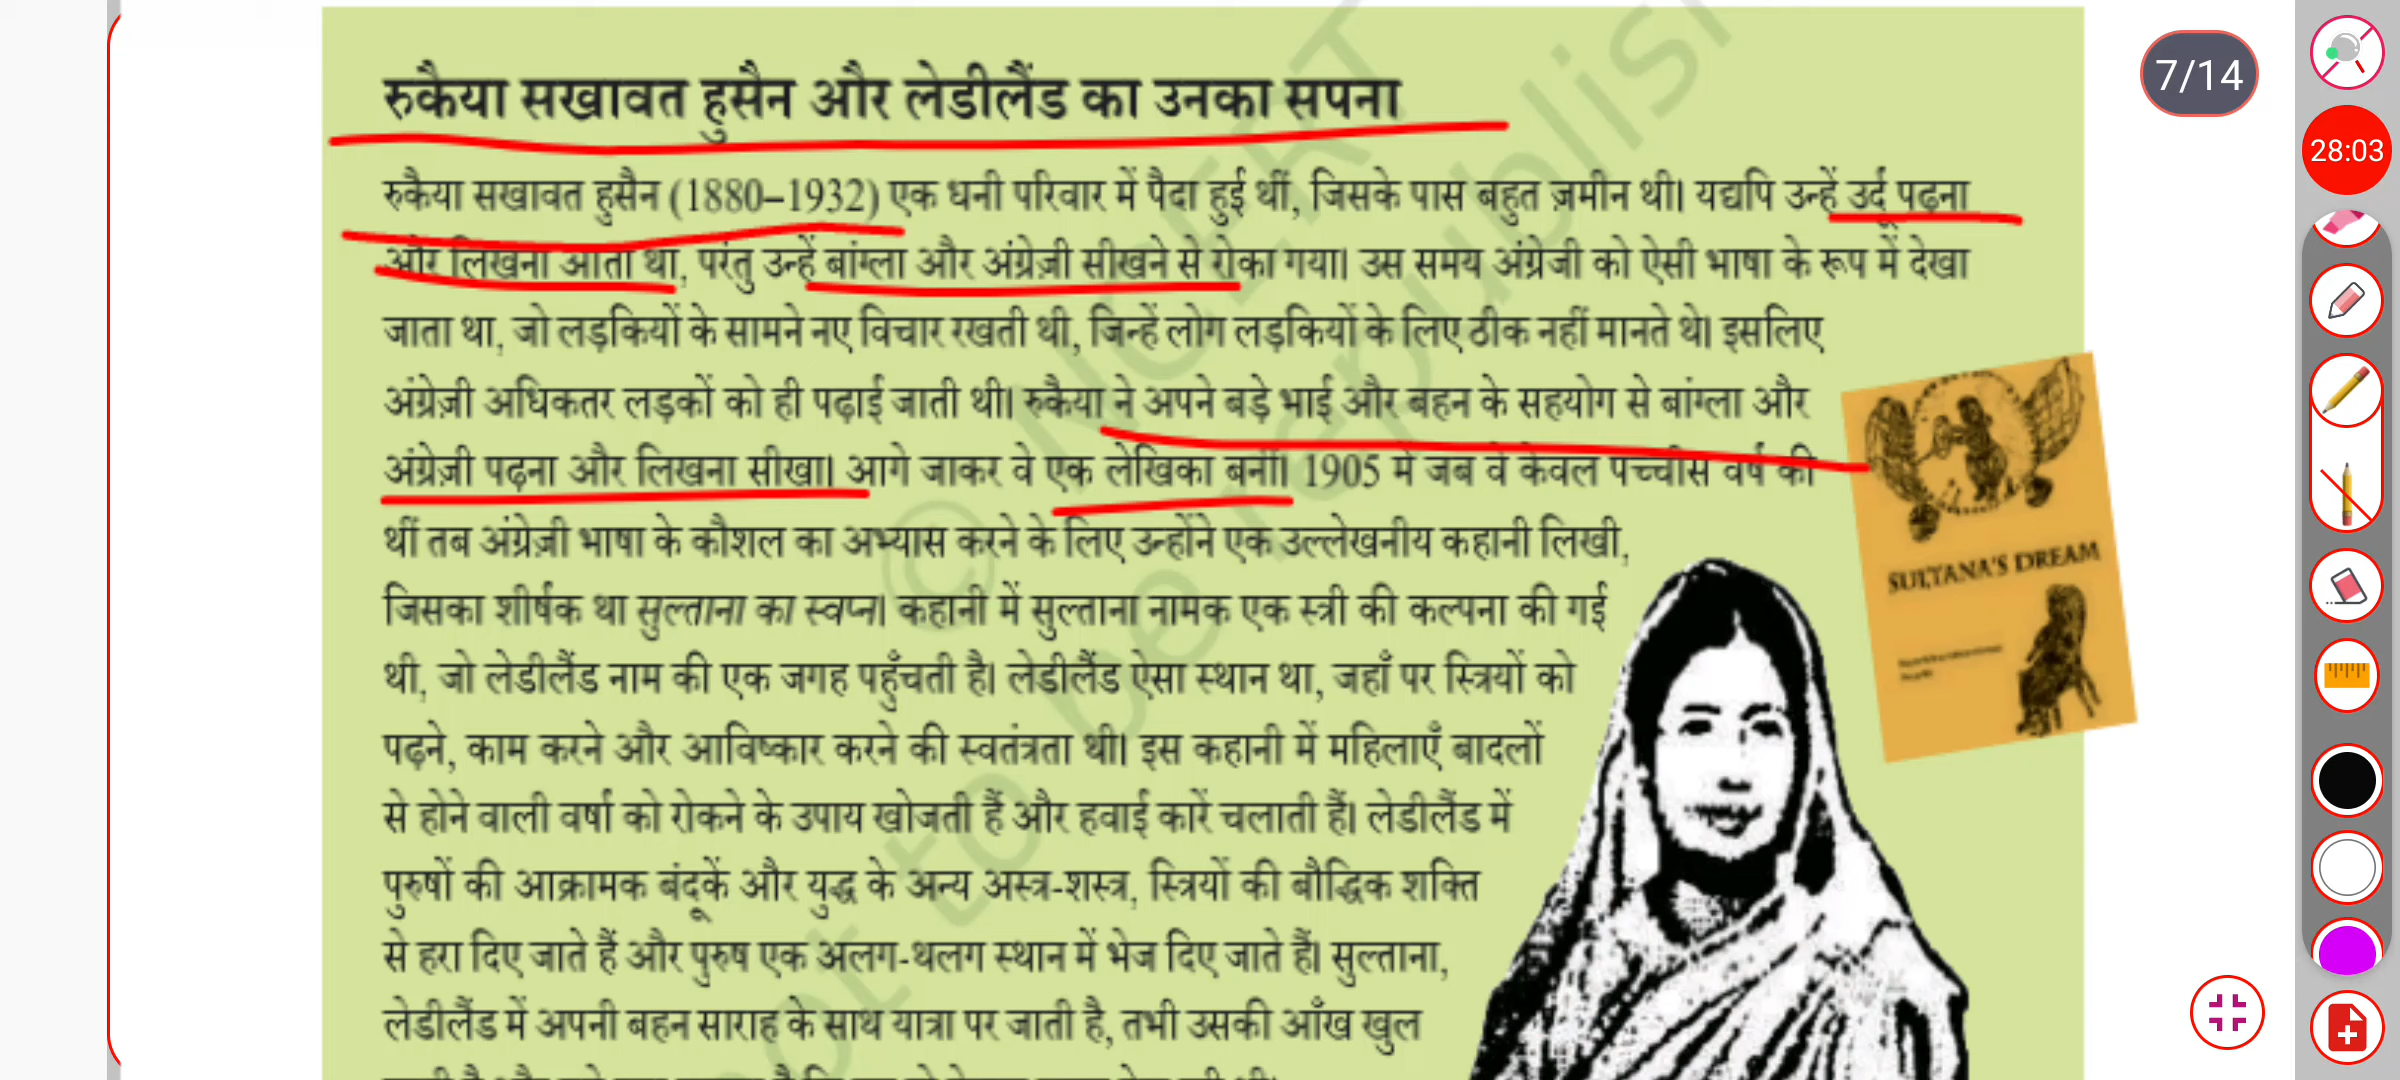 रुकैया सखावत हुसैन और लेडीलैंड का उनका सपना
7/14
28:03
रुकैया सखावत हुसैन (1880–1932) एक धनी परिवार में पैदा हुई थीं, जिसके पास बहुत ज़मीन थी। यद्यपि उन्हें उर्दू पढ़ना
और लिखना आता था, परंतु उन्हें बांग्ला और अंग्रेज़ी सीखने से रोका गया। उस समय अंग्रेजी को ऐसी भाषा के रूप में देखा
जाता था, जो लड़कियों के सामने नए विचार रखती थी, जिन्हें लोग लड़कियों के लिए ठीक नहीं मानते थे। इसलिए
अंग्रेज़ी अधिकतर लड़कों को ही पढ़ाई जाती थी। रुकैया ने अपने बड़े भाई और बहन के सहयोग से बांग्ला और
अंग्रेज़ी पढ़ना और लिखना सीखा। आगे जाकर वे एक लेखिका बनीं। 1905 में जब वे केवल पच्चीस वर्ष की
थीं तब अंग्रेज़ी भाषा के कौशल का अभ्यास करने के लिए उन्होंने एक उल्लेखनीय कहानी लिखी,
जिसका शीर्षक था सुल्ताना का स्वप्न। कहानी में सुल्ताना नामक एक स्त्री की कल्पना की गई
थी, जो लेडीलैंड नाम की एक जगह पहुँचती है। लेडीलैंड ऐसा स्थान था, जहाँ पर स्त्रियों को
पढ़ने, काम करने और आविष्कार करने की स्वतंत्रता थी। इस कहानी में महिलाएँ बादलों
से होने वाली वर्षा को रोकने के उपाय खोजती हैं और हवाई कारें चलाती हैं। लेडीलैंड में
पुरुषों की आक्रामक बंदूकें और युद्ध के अन्य अस्त्र-शस्त्र, स्त्रियों की बौद्धिक शक्ति
से हरा दिए जाते हैं और पुरुष एक अलग-थलग स्थान में भेज दिए जाते हैं। सुल्ताना,
लेडीलैंड में अपनी बहन साराह के साथ यात्रा पर जाती है, तभी उसकी आँख खुल
SULTANA'S DREAM
© NCERT
not to be republis